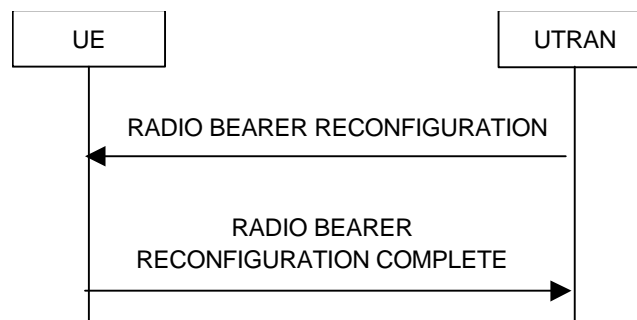 UE
UTRAN
RADIO BEARER RECONFIGURATION
RADIO BEARER
RECONFIGURATION COMPLETE